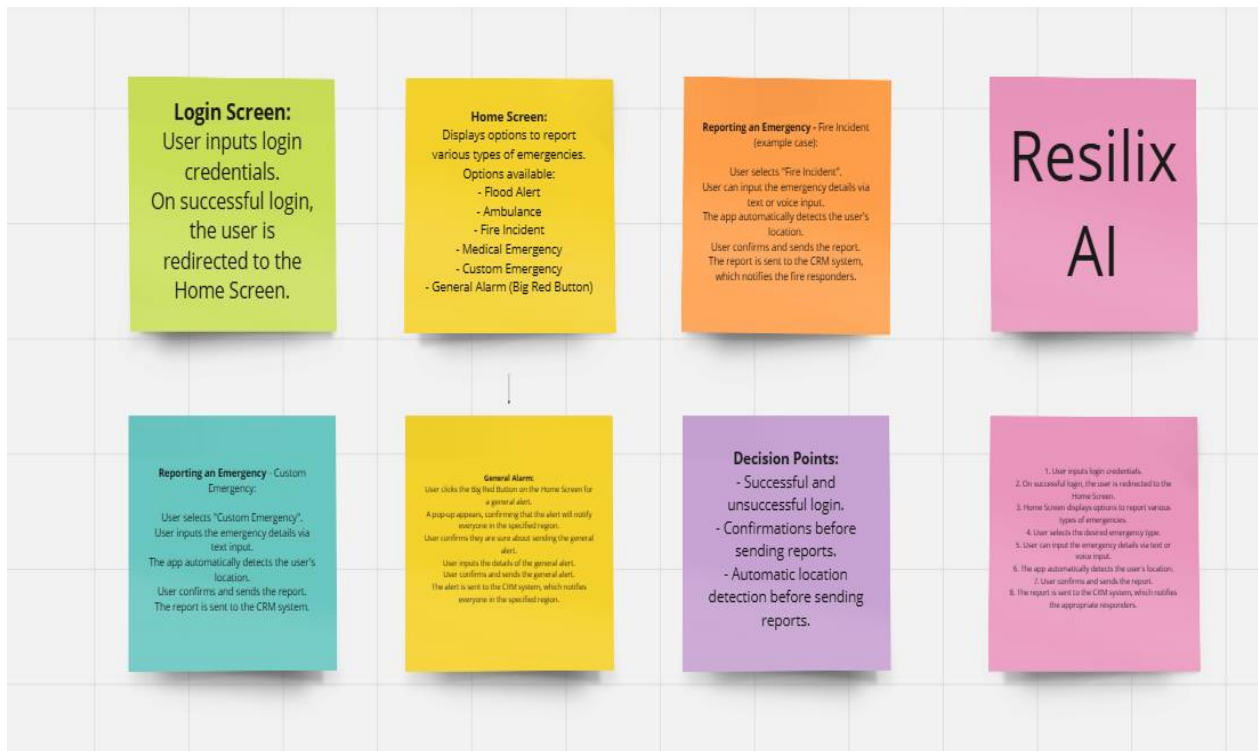 Login Screen:
User inputs login
credentials.
On successful login,
the user is
redirected to the
Home Screen.
Home Screen:
Displays options to report
various types of emergencies.
Options available:
- Flood Alert
- Ambulance
- Fire Incident
- Medical Emergency
- Custom Emergency
- General Alarm (Big Red Button)
Reporting an Emergency - Fire Incident
(example case):
User selects "Fire Incident".
User can input the emergency details via
text or voice input.
The app automatically detects the user's
location.
User confirms and sends the report.
The report is sent to the CRM system,
which notifies the fire responders.
Resilix
AI
Reporting an Emergency - Custom
Emergency:
User selects "Custom Emergency".
User inputs the emergency details via
text input.
The app automatically detects the user's
location.
User confirms and sends the report.
The report is sent to the CRM system.
General Alarm:
User clicks the Big Red Button on the Home Screen for
a general alert.
A pop-up appears, confirming that the alert will notify
everyone in the specified region.
User confirms they are sure about sending the general
alert.
User inputs the details of the general alert.
User confirms and sends the general alert.
The alert is sent to the CRM system, which notifies
everyone in the specified region.
Decision Points:
- Successful and
unsuccessful login.
- Confirmations before
sending reports.
- Automatic location
detection before sending
reports.
1. User inputs login credentials.
2. On successful login, the user is redirected to the
Home Screen.
3. Home Screen displays options to report various
types of emergencies.
4. User selects the desired emergency type.
5. User can input the emergency details via text or
voice input.
6. The app automatically detects the user's location.
7. User confirms and sends the report.
8. The report is sent to the CRM system, which notifies
the appropriate responders.